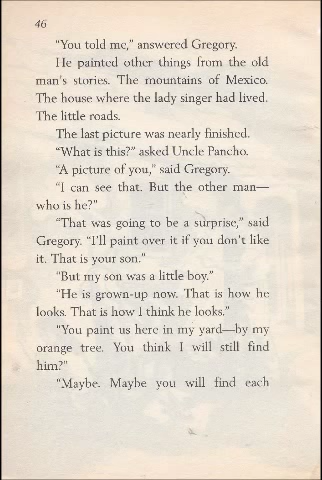 46
"You told me," answered Gregory.
He painted other things from the old
man's stories. The mountains of Mexico.
The house where the lady singer had lived.
The little roads.
The last picture was nearly finished.
"What is this?" asked Uncle Pancho.
"A picture of you," said Gregory.
"I can see that. But the other man—
who is he?"
"That was going to be a surprise," said
Gregory. "I'll paint over it if you don't like
it. That is your son."
"But my son was a little boy."
"He is grown-up now. That is how he
looks. That is how I think he looks."
"You paint us here in my yard—by my
orange tree. You think I will still find
him?"
"Maybe. Maybe you will find each